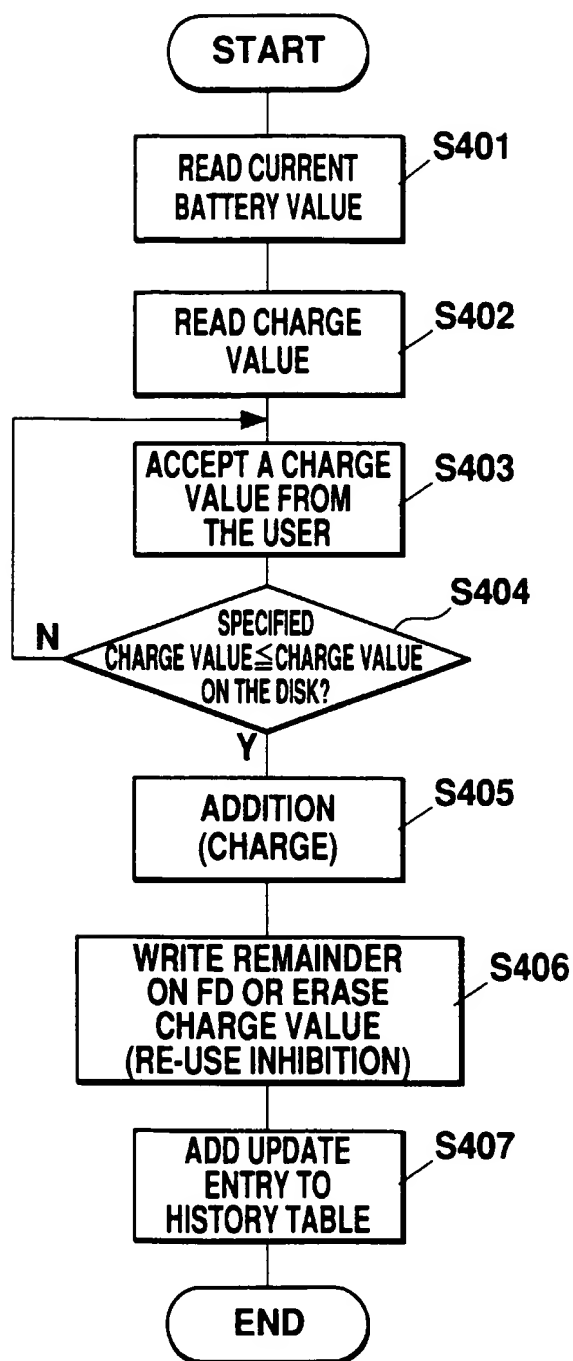 START
S401
READ CURRENT
BATTERY VALUE
S402
READ CHARGE
VALUE
S403
ACCEPT A CHARGE
VALUE FROM
THE USER
S404
N
SPECIFIED
CHARGE VALUE≦CHARGE VALUE
ON THE DISK?
Y
S405
ADDITION
(CHARGE)
S406
WRITE REMAINDER
ON FD OR ERASE
CHARGE VALUE
(RE-USE INHIBITION)
S407
ADD UPDATE
ENTRY TO
HISTORY TABLE
END